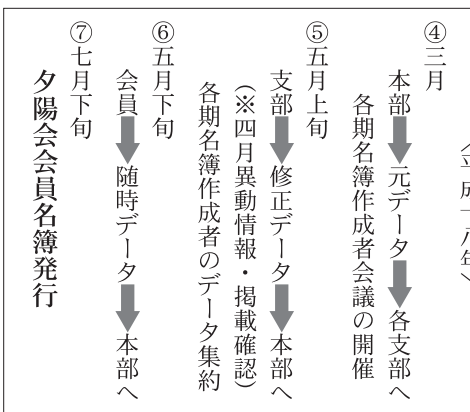 ④三月
本部➡元データ➡各支部へ
各期名簿作成者会議の開催
⑤五月上旬
支部➡修正データ➡本部へ
(※四月異動情報・掲載確認)
各期名簿作成者のデータ集約
⑥五月下旬
会員➡随時データ➡本部へ
⑦七月下旬
夕陽会会員名簿発行